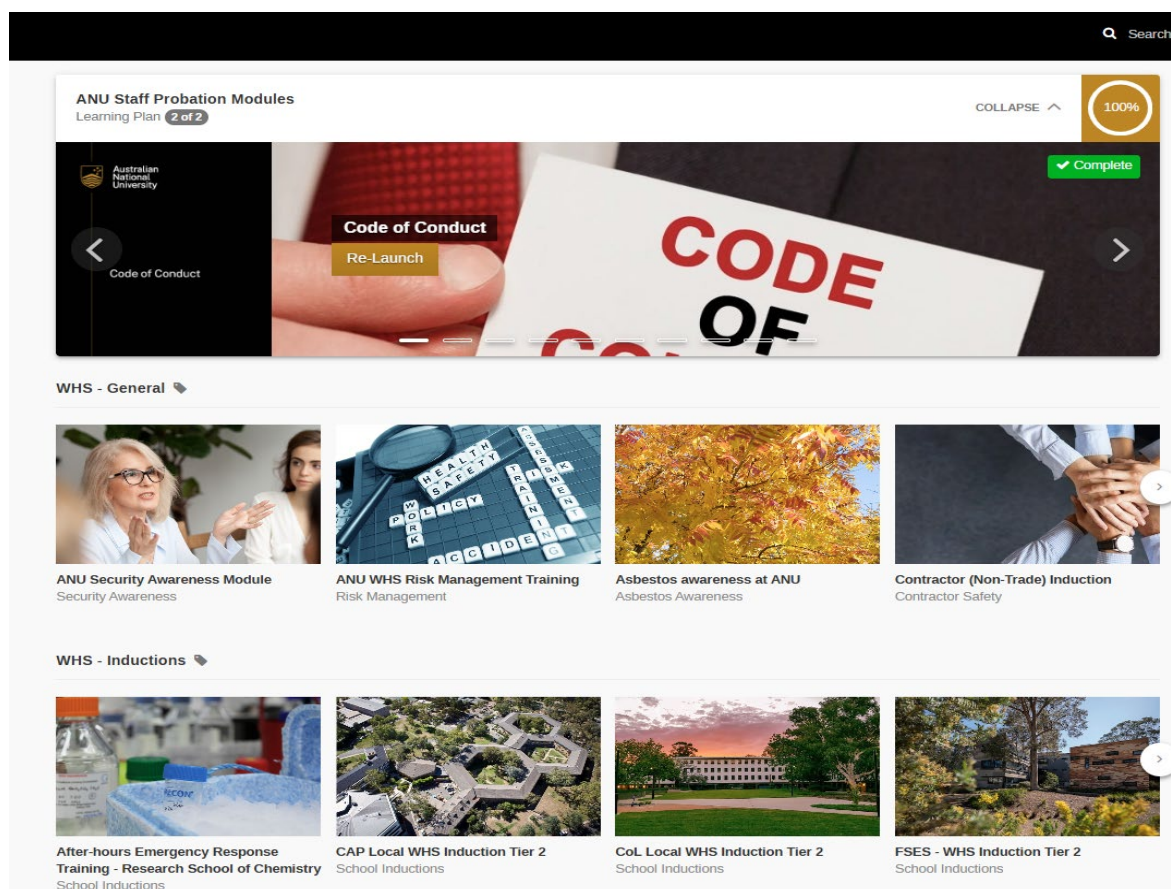 Search
ANU Staff Probation Modules
Learning Plan 2 of 2
COLLAPSE
100%
Australian
National
University
Code of Conduct
Code of Conduct
Re-Launch
Complete
CODE
OF
WHS - General
HEALTH
SAFETY
ASSESSMENT
RISK
TRAINING
POLICY
WORK
ACCIDENT
ANU Security Awareness Module
Security Awareness
ANU WHS Risk Management Training
Risk Management
Asbestos awareness at ANU
Asbestos Awareness
Contractor (Non-Trade) Induction
Contractor Safety
WHS - Inductions
After-hours Emergency Response
Training - Research School of Chemistry
School Inductions
CAP Local WHS Induction Tier 2
School Inductions
CoL Local WHS Induction Tier 2
School Inductions
FSES - WHS Induction Tier 2
School Inductions